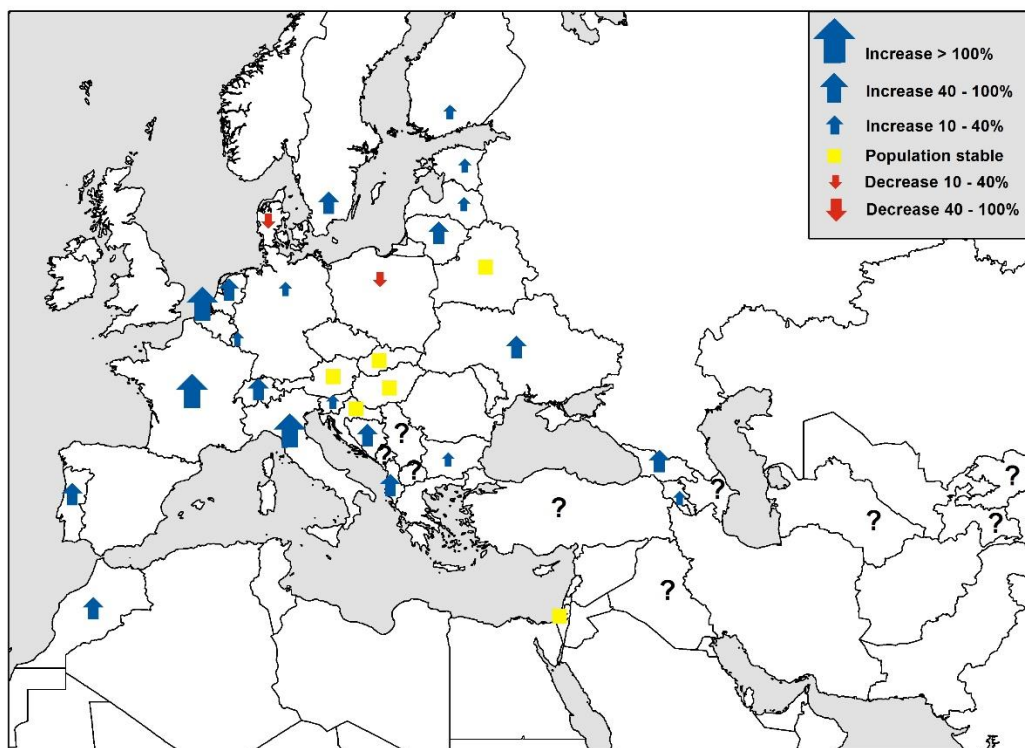 Increase > 100%
Increase 40 - 100%
Increase 10 - 40%
Population stable
Decrease 10 - 40%
Decrease 40 - 100%
?
?
?
?
?
?
?
?
?